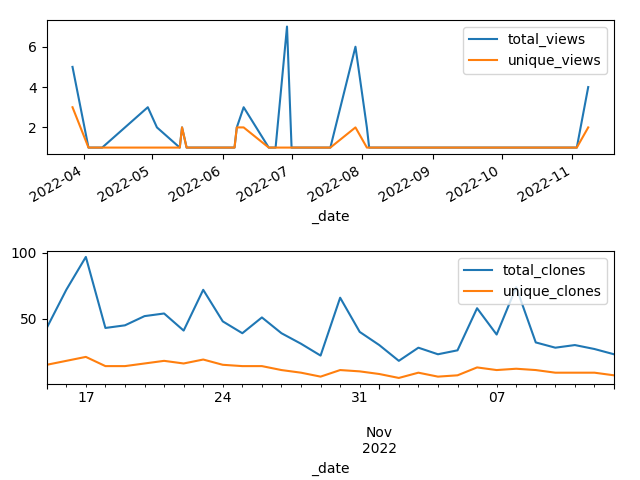 6
4
2
total_views
unique_views
2022-04
2022-05
2022-06
2022-07
2022-08
2022-09
2022-10
2022-11
_date
100
50
total_clones
unique_clones
17
24
31
07
Nov
2022
_date